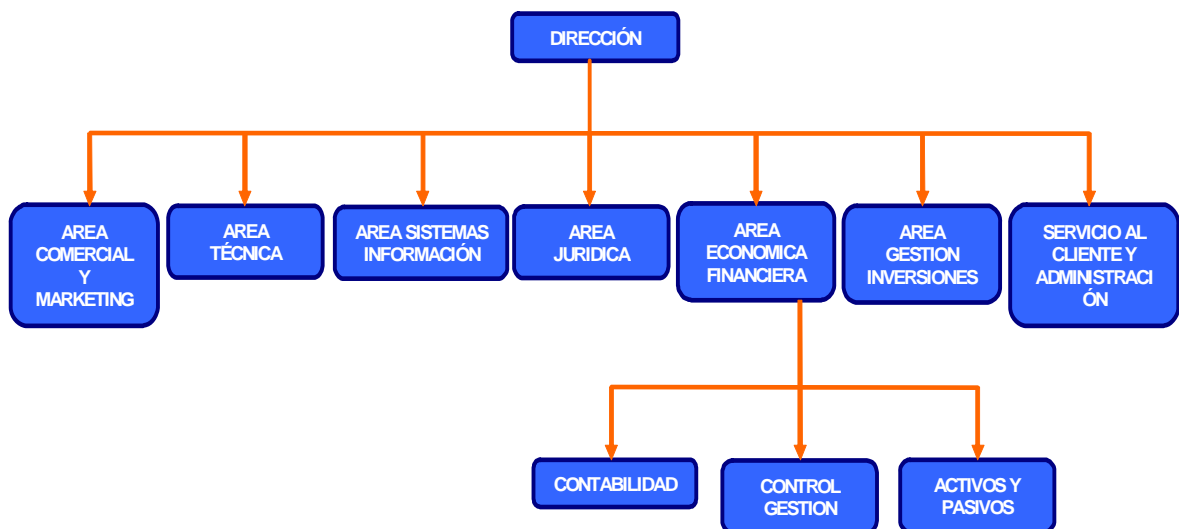 DIRECCIÓN
AREA
COMERCIAL
Y
MARKETING
AREA
TÉCNICA
AREA SISTEMAS
INFORMACIÓN
AREA
JURIDICA
AREA
ECONOMICA
FINANCIERA
AREA
GESTION
INVERSIONES
SERVICIO AL
CLIENTE Y
ADMINISTRACI
ÓN
CONTABILIDAD
CONTROL
GESTION
ACTIVOS Y
PASIVOS